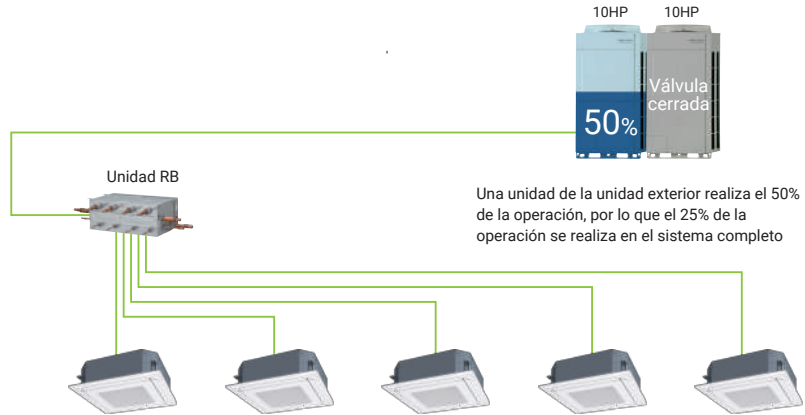 10HP 10HP
Válvula
cerrada
50%
Unidad RB
Una unidad de la unidad exterior realiza el 50%
de la operación, por lo que el 25% de la
operación se realiza en el sistema completo